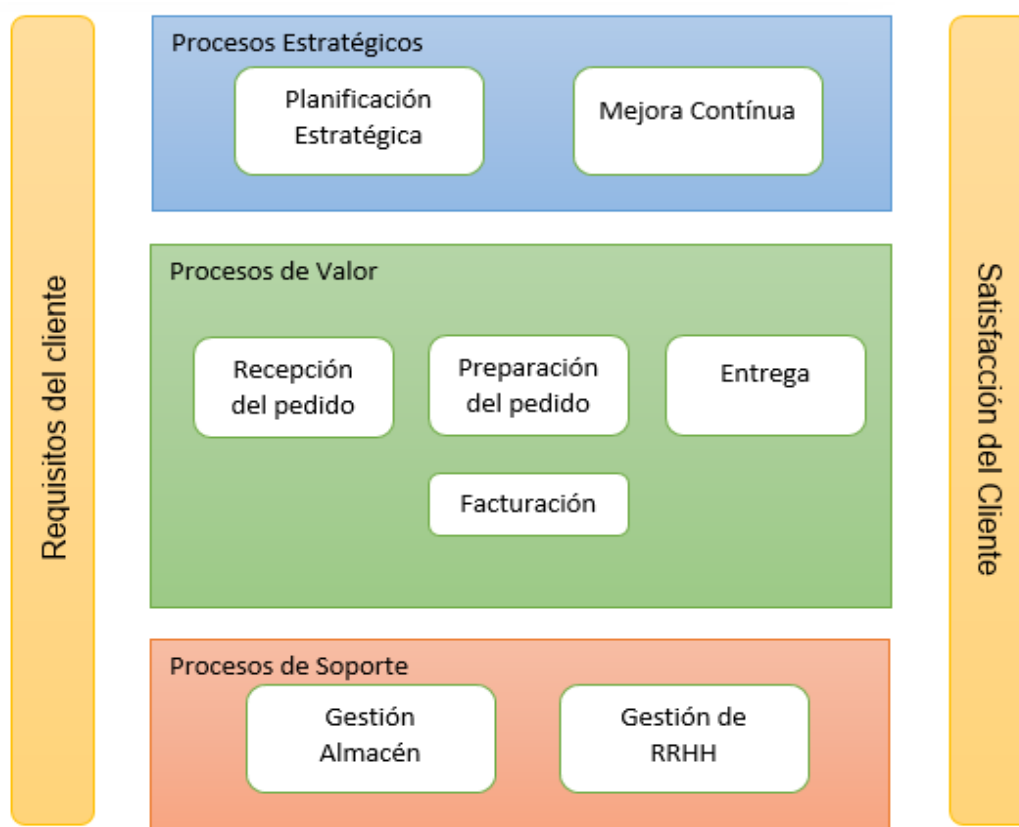 Requisitos del cliente
Procesos Estratégicos
Planificación
Estratégica
Mejora Contínua
Procesos de Valor
Recepción
del pedido
Preparación
del pedido
Entrega
Facturación
Procesos de Soporte
Gestión
Almacén
Gestión de
RRHH
Satisfacción del Cliente